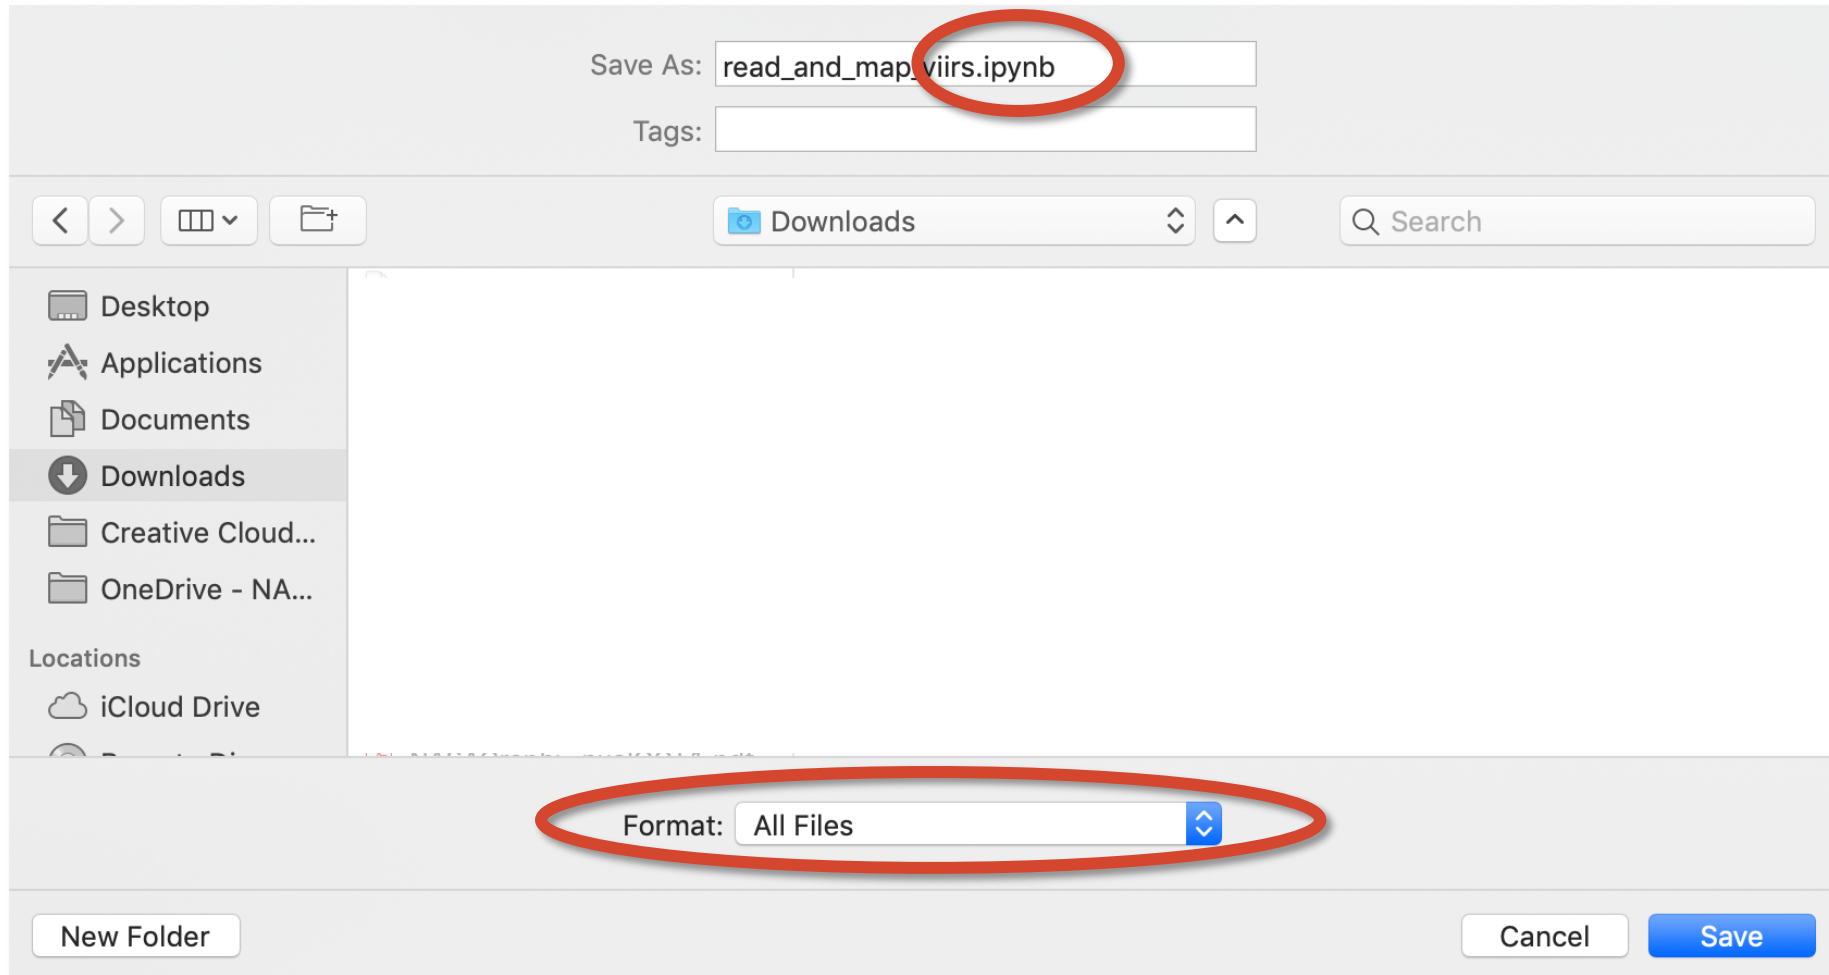 Save As: read_and_map_viirs.ipynb
Tags:
Downloads
Search
Desktop
Applications
Documents
Downloads
Creative Cloud...
OneDrive - NA...
Locations
iCloud Drive
Format: All Files
New Folder
Cancel
Save